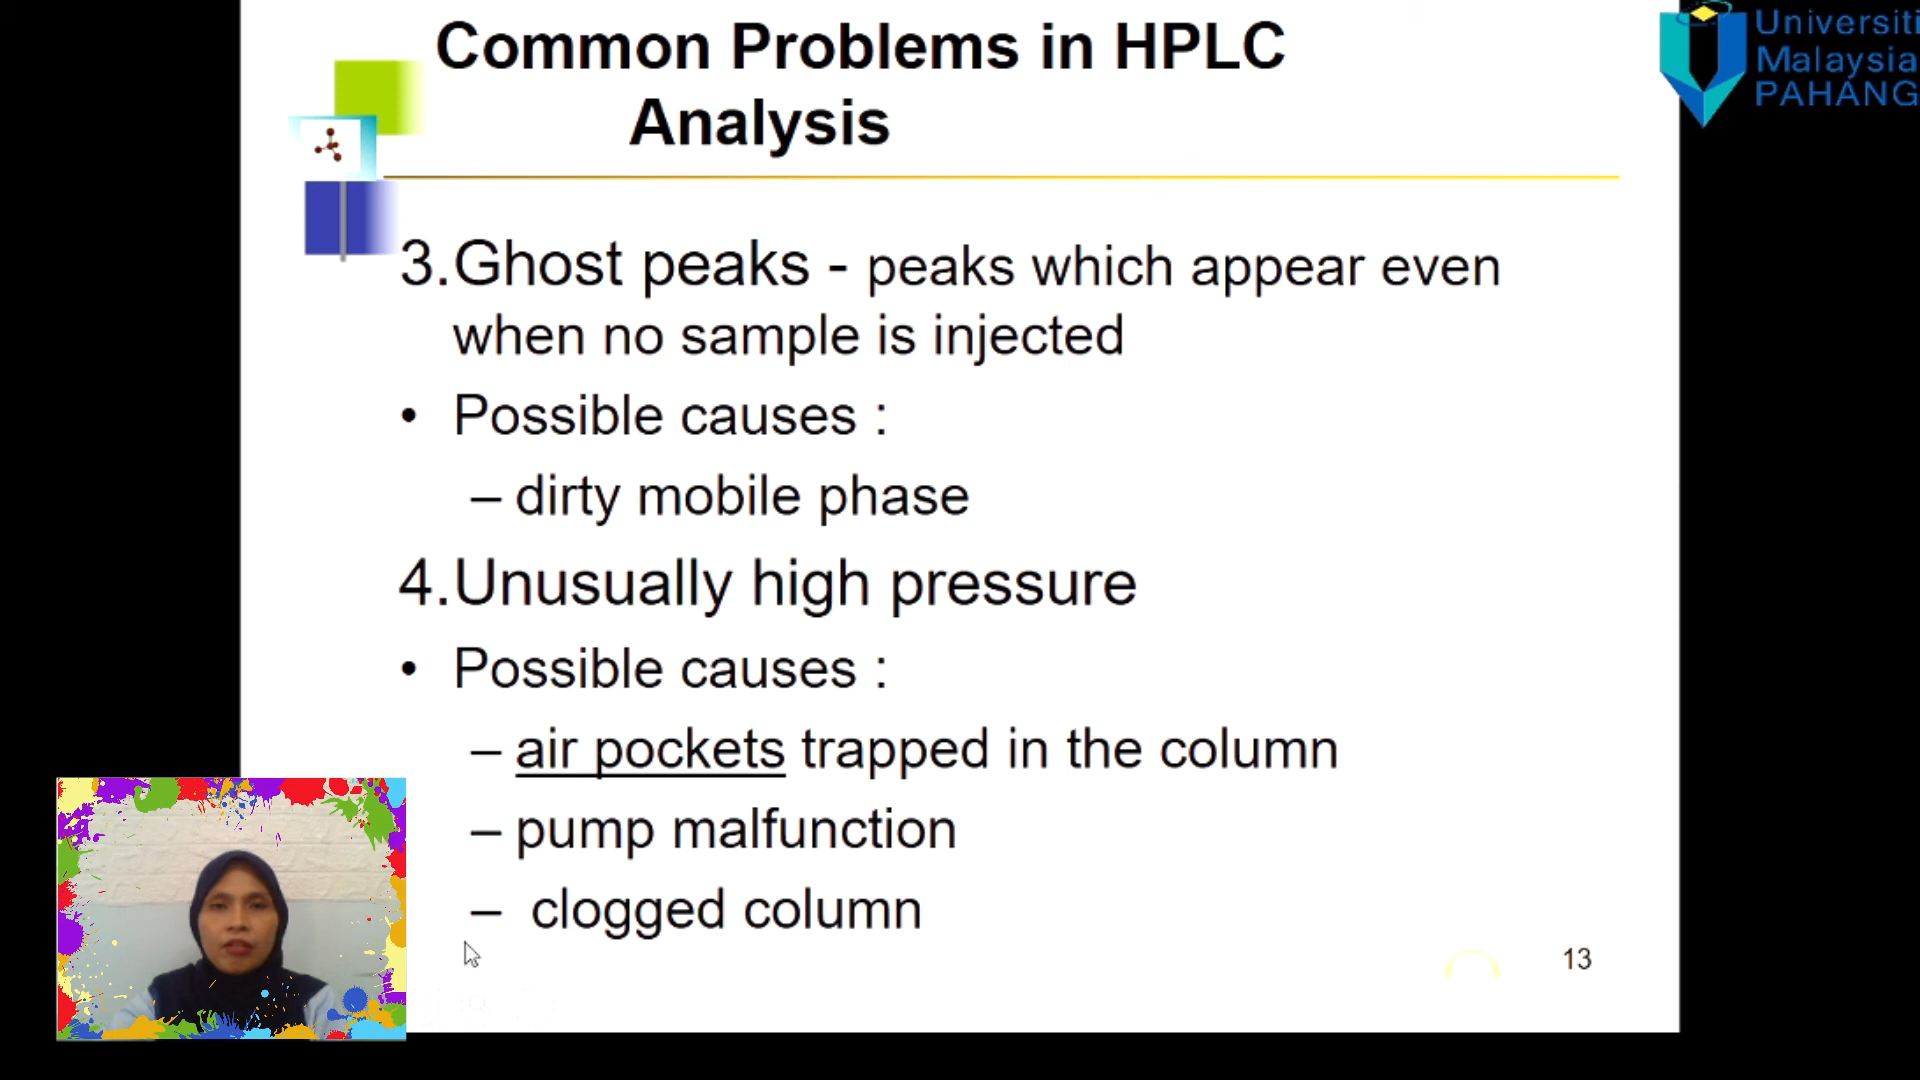 Common Problems in HPLC
Analysis
Universiti
Malaysia
PAHANG
3.Ghost peaks - peaks which appear even
when no sample is injected
• Possible causes :
– dirty mobile phase
4.Unusually high pressure
• Possible causes :
– air pockets trapped in the column
– pump malfunction
– clogged column
13